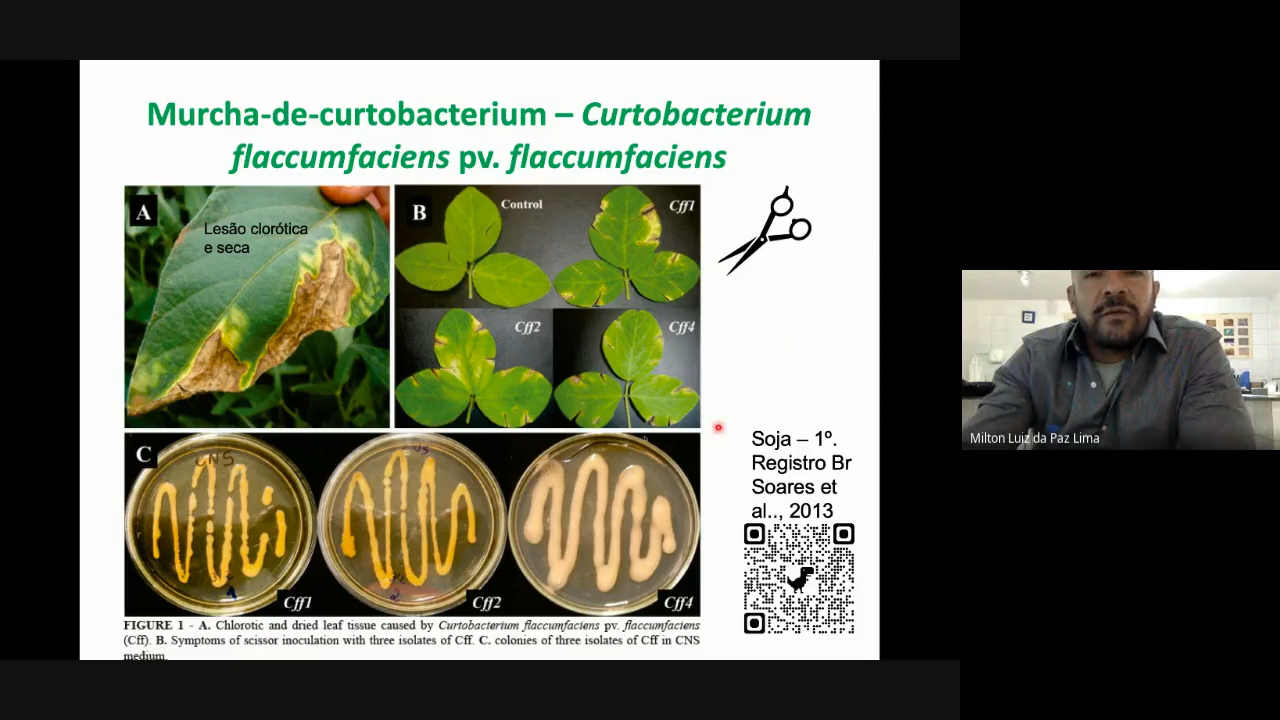 Murcha-de-curtobacterium – Curtobacterium
flaccumfaciens pv. flaccumfaciens
A
Lesão clorótica
e seca
B
Control
Cff1
Cff2
Cff4
C
CNS
Cff1
Cff2
Cff4
FIGURE 1 - A. Chlorotic and dried leaf tissue caused by Curtobacterium flaccumfaciens pv. flaccumfaciens
(Cff). B. Symptoms of scissor inoculation with three isolates of Cff. C. colonies of three isolates of Cff in CNS
medium.
Soja – 1º.
Registro Br
Soares et
al.., 2013
Milton Luiz da Paz Lima